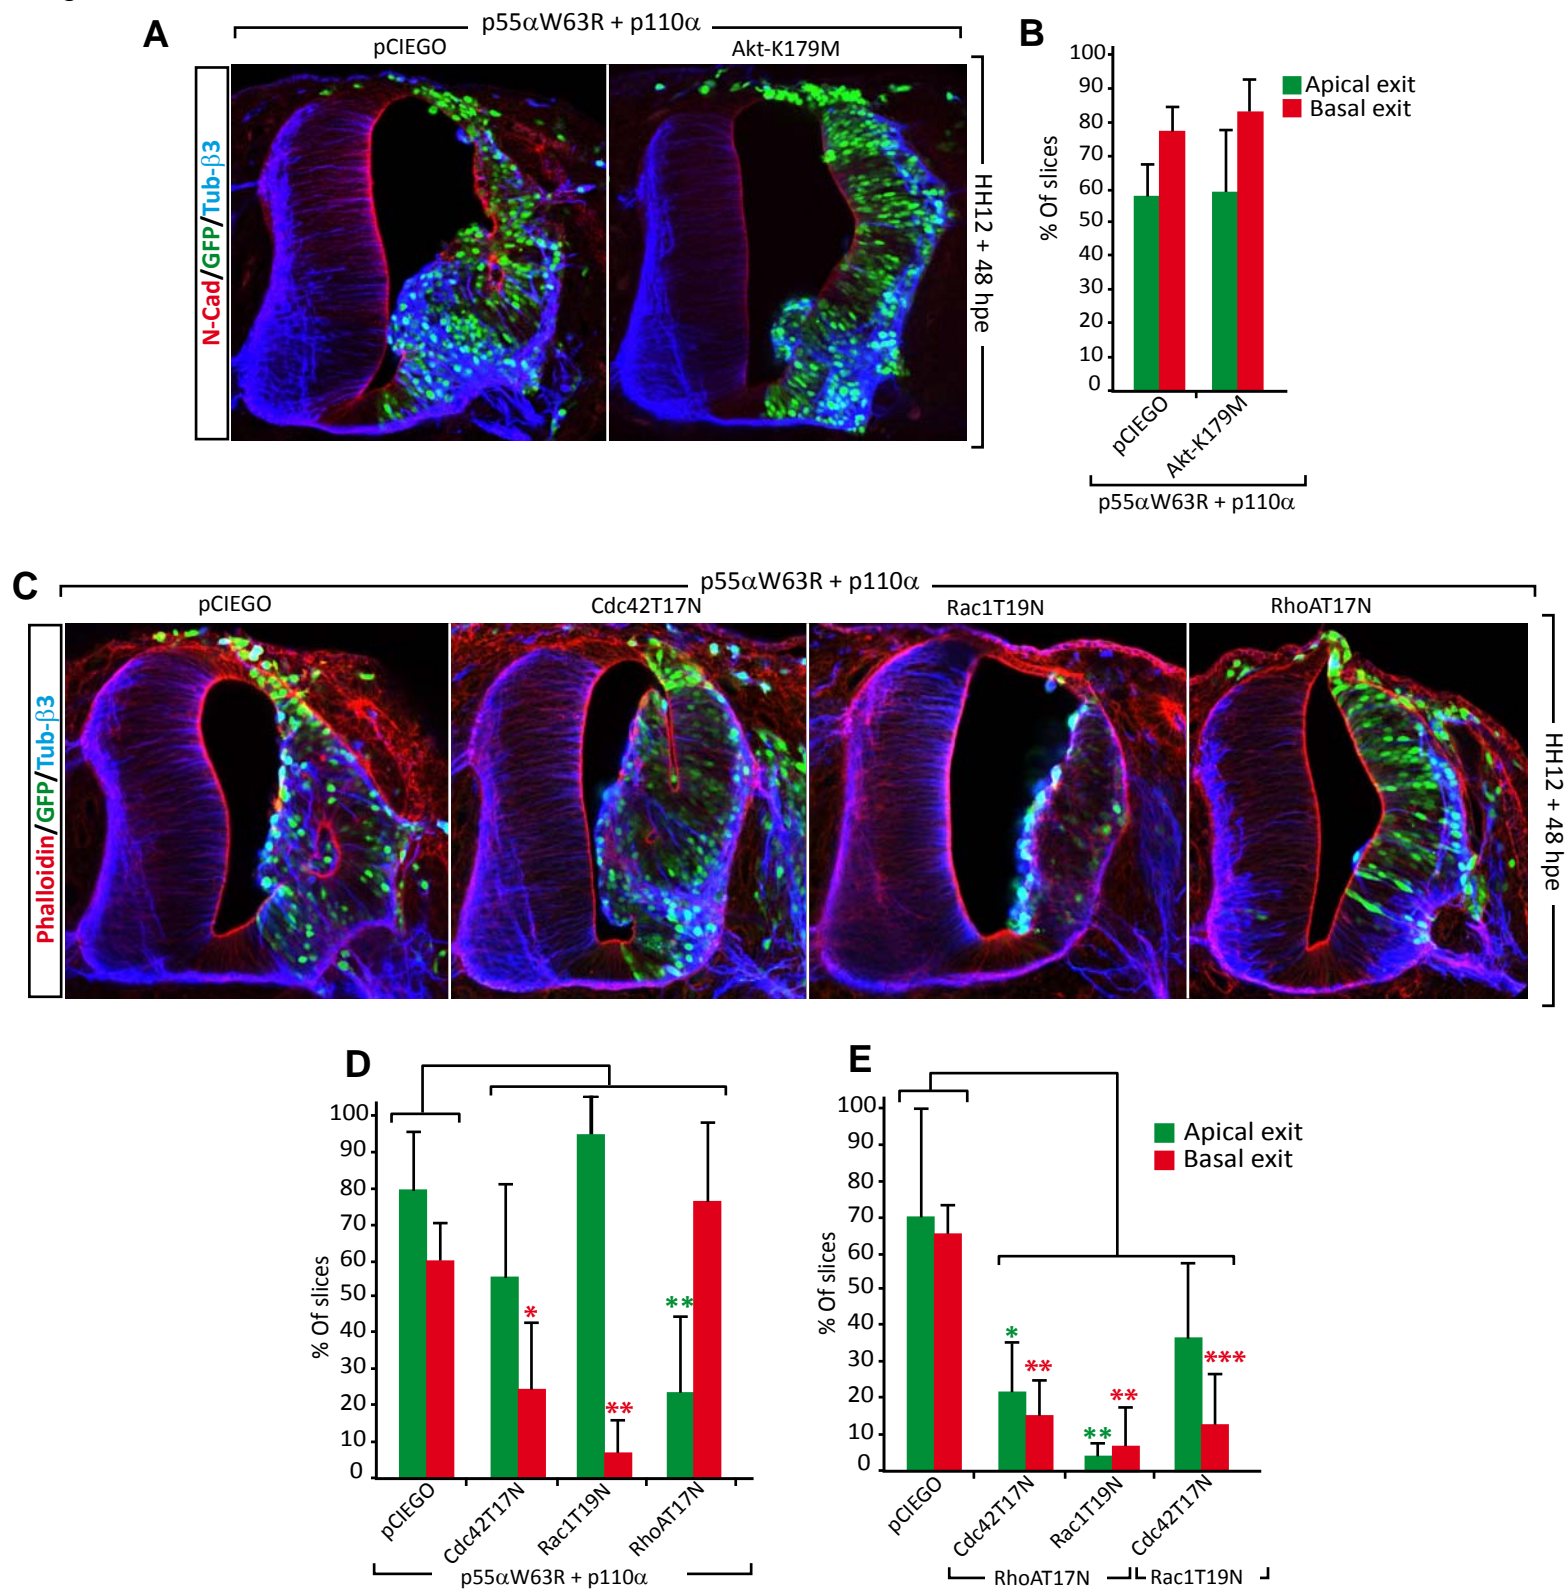 A
p55αW63R + p110α
pCIEGO
Akt-K179M
N-Cad/GFP/Tub-β3
HH12 + 48 hpe
B
% Of slices
100
90
80
70
60
50
40
30
20
10
0
Apical exit
Basal exit
pCIEGO
Akt-K179M
p55αW63R + p110α
C
p55αW63R + p110α
pCIEGO
Cdc42T17N
Rac1T19N
RhoAT17N
Phalloidin/GFP/Tub-β3
HH12 + 48 hpe
D
% Of slices
100
90
80
70
60
50
40
30
20
10
0
*
**
**
pCIEGO
Cdc42T17N
Rac1T19N
RhoAT17N
p55αW63R + p110α
E
% Of slices
100
90
80
70
60
50
40
30
20
10
0
Apical exit
Basal exit
*
**
**
**
***
pCIEGO
Cdc42T17N
Rac1T19N
Cdc42T17N
RhoAT17N
Rac1T19N